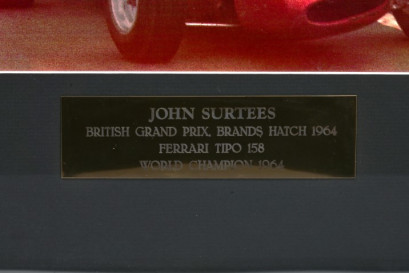 JOHN SURTEES
BRITISH GRAND PRIX, BRANDS HATCH 1964
FERRARI TIPO 158
WORLD CHAMPION 1964